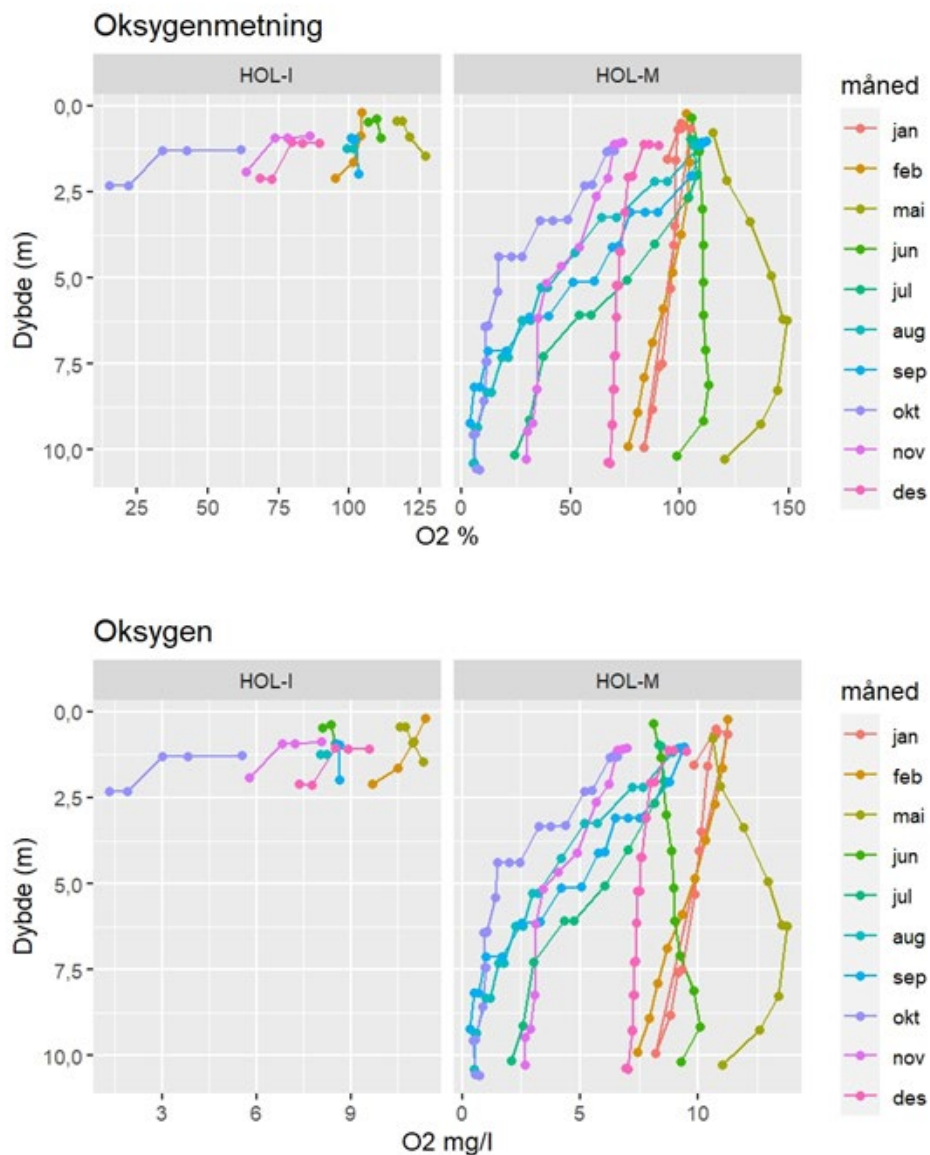 Oksygenmetning
HOL-I HOL-M
Dybde (m)
0,0
2,5
5,0
7,5
10,0
25 50 75 100 125 0 50 100 150
O2 %
måned
jan
feb
mai
jun
jul
aug
sep
okt
nov
des
Oksygen
HOL-I HOL-M
Dybde (m)
0,0
2,5
5,0
7,5
10,0
3 6 9 0 5 10
O2 mg/l
måned
jan
feb
mai
jun
jul
aug
sep
okt
nov
des